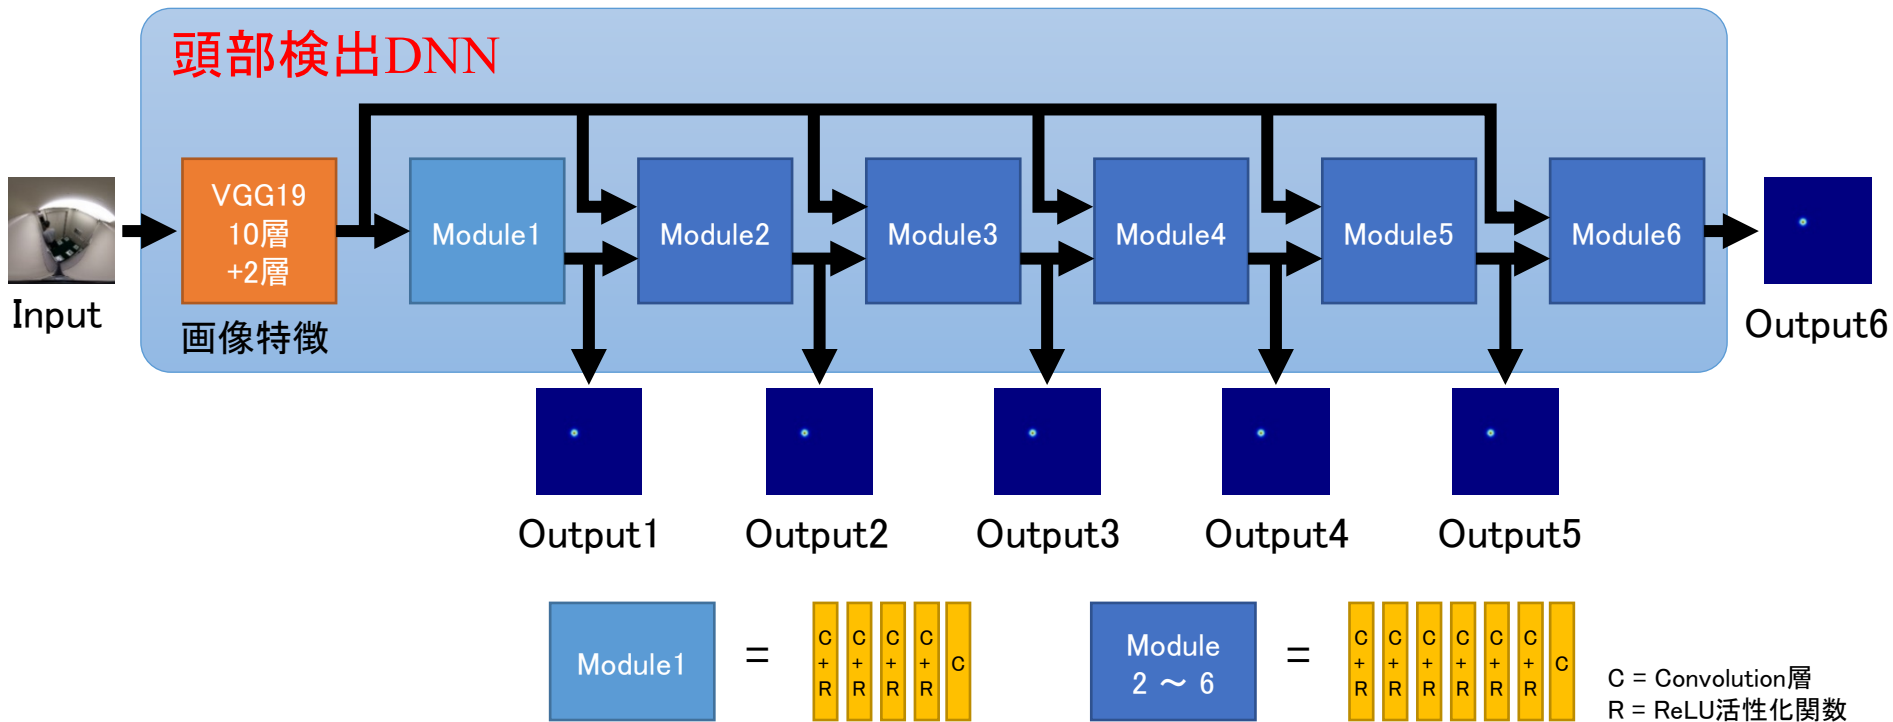 頭部検出DNN
VGG19
10層
+2層
画像特徴
Module1
Module2
Module3
Module4
Module5
Module6
Input
Output6
Output1
Output2
Output3
Output4
Output5
Module1
=
C+R
C+R
C+R
C+R
C
Module
2 ～ 6
=
C+R
C+R
C+R
C+R
C+R
C+R
C
C = Convolution層
R = ReLU活性化関数